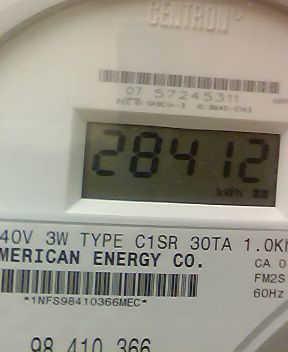 CENTRON
07 57245311
28412
kWh
40V 3W TYPE C1SR 30TA 1.0Kh
MERICAN ENERGY CO.
CA 0
FM2S
60Hz
*1NFS98410366MEC*
98 410 366